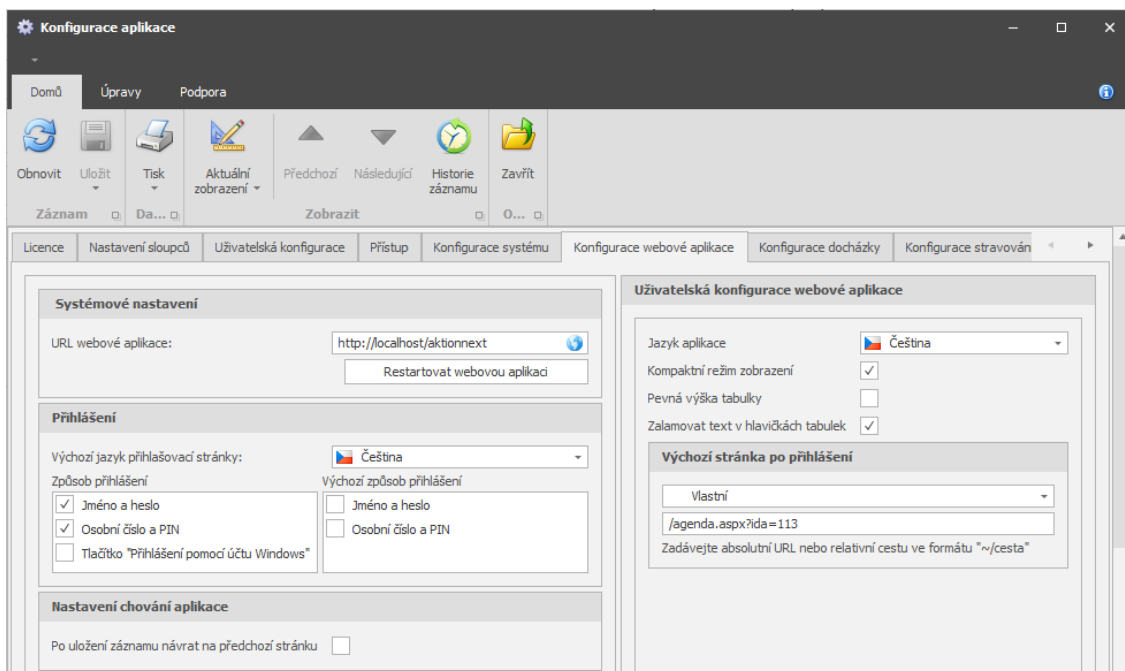 Konfigurace aplikace
Domů Úpravy Podpora
Obnovit Uložit Tisk Aktuální zobrazení Předchozí Následující Historie záznamu Zavřít
Záznam Da... Zobrazit O...
Licence Nastavení sloupců Uživatelská konfigurace Přístup Konfigurace systému Konfigurace webové aplikace Konfigurace docházky Konfigurace stravován
Systémové nastavení
URL webové aplikace: http://localhost/aktionnext
Restartovat webovou aplikaci
Přihlášení
Výchozí jazyk přihlašovací stránky: Čeština
Způsob přihlášení Výchozí způsob přihlášení
Jméno a heslo Jméno a heslo
Osobní číslo a PIN Osobní číslo a PIN
Tlačítko "Přihlášení pomocí účtu Windows"
Nastavení chování aplikace
Po uložení záznamu návrat na předchozí stránku
Uživatelská konfigurace webové aplikace
Jazyk aplikace Čeština
Kompaktní režim zobrazení
Pevná výška tabulky
Zalamovat text v hlavičkách tabulek
Výchozí stránka po přihlášení
Vlastní
/agenda.aspx?ida=113
Zadávejte absolutní URL nebo relativní cestu ve formátu "~/cesta"